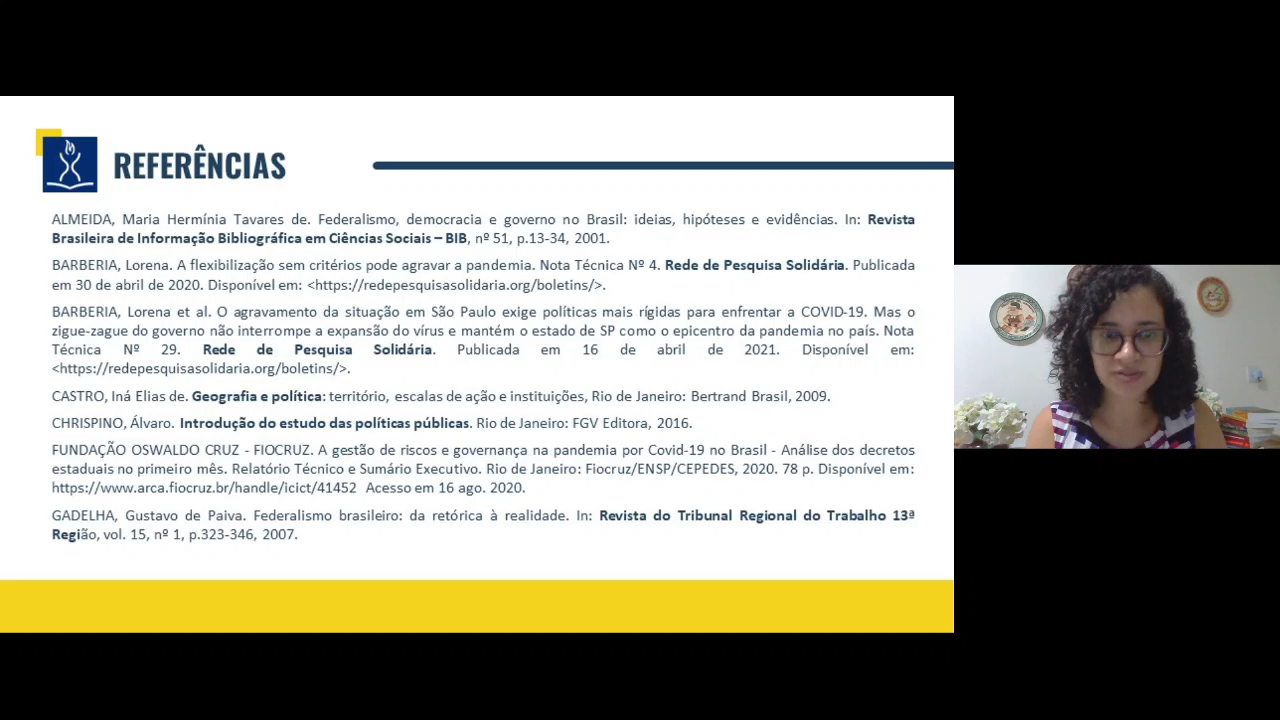 REFERÊNCIAS
ALMEIDA, Maria Hermínia Tavares de. Federalismo, democracia e governo no Brasil: ideias, hipóteses e evidências. In: Revista
Brasileira de Informação Bibliográfica em Ciências Sociais – BIB, nº 51, p.13-34, 2001.
BARBERIA, Lorena. A flexibilização sem critérios pode agravar a pandemia. Nota Técnica Nº 4. Rede de Pesquisa Solidária. Publicada
em 30 de abril de 2020. Disponível em: <https://redepesquisasolidaria.org/boletins/>.
BARBERIA, Lorena et al. O agravamento da situação em São Paulo exige políticas mais rígidas para enfrentar a COVID-19. Mas o
zigue-zague do governo não interrompe a expansão do vírus e mantém o estado de SP como o epicentro da pandemia no país. Nota
Técnica Nº 29. Rede de Pesquisa Solidária. Publicada em 16 de abril de 2021. Disponível em:
<https://redepesquisasolidaria.org/boletins/>.
CASTRO, Iná Elias de. Geografia e política: território, escalas de ação e instituições, Rio de Janeiro: Bertrand Brasil, 2009.
CHRISPINO, Álvaro. Introdução do estudo das políticas públicas. Rio de Janeiro: FGV Editora, 2016.
FUNDAÇÃO OSWALDO CRUZ - FIOCRUZ. A gestão de riscos e governança na pandemia por Covid-19 no Brasil - Análise dos decretos
estaduais no primeiro mês. Relatório Técnico e Sumário Executivo. Rio de Janeiro: Fiocruz/ENSP/CEPEDES, 2020. 78 p. Disponível em:
https://www.arca.fiocruz.br/handle/icict/41452 Acesso em 16 ago. 2020.
GADELHA, Gustavo de Paiva. Federalismo brasileiro: da retórica à realidade. In: Revista do Tribunal Regional do Trabalho 13ª
Região, vol. 15, nº 1, p.323-346, 2007.